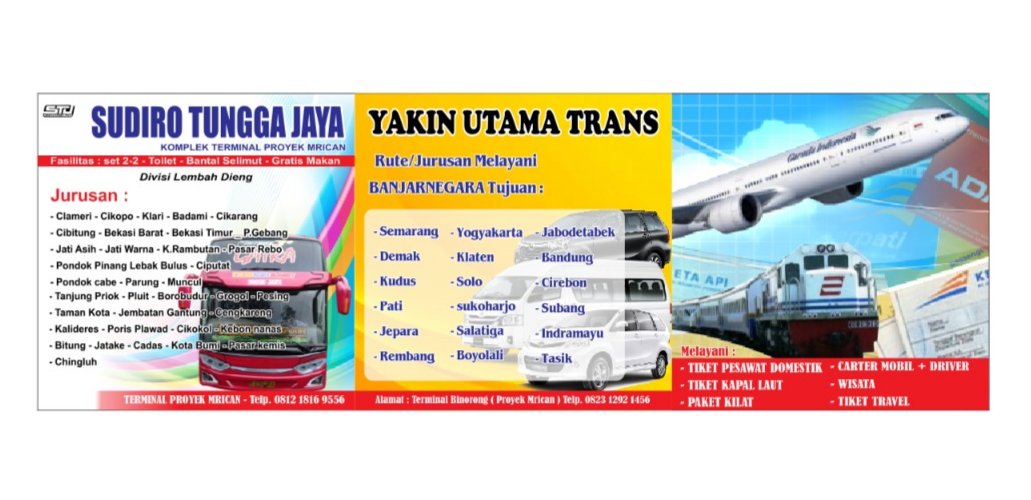 STJ
SUDIRO TUNGGA JAYA
KOMPLEK TERMINAL PROYEK MRICAN
Fasilitas : set 2-2 - Toilet - Bantal Selimut - Gratis Makan
Divisi Lembah Dieng
Jurusan :
- Clameri - Cikopo - Klari - Badami - Cikarang
- Cibitung - Bekasi Barat - Bekasi Timur P.Gebang
- Jati Asih - Jati Warna - K.Rambutan - Pasar Rebo
- Pondok Pinang Lebak Bulus - Ciputat
- Pondok cabe - Parung - Muncul
- Tanjung Priok - Pluit - Borobudur - Grogol - Pesing
- Taman Kota - Jembatan Gantung - Cengkareng
- Kalideres - Poris Plawad - Cikokol - Kebon nanas
- Bitung - Jatake - Cadas - Kota Bumi - Pasar kemis
- Chingluh
TERMINAL PROYEK MRICAN - Telp. 0812 1816 9556
YAKIN UTAMA TRANS
Rute/Jurusan Melayani
BANJARNEGARA Tujuan :
- Semarang
- Demak
- Kudus
- Pati
- Jepara
- Rembang
- Yogyakarta
- Klaten
- Solo
- sukoharjo
- Salatiga
- Boyolali
- Jabodetabek
- Bandung
- Cirebon
- Subang
- Indramayu
- Tasik
Alamat : Terminal Binorong ( Proyek Mrican ) Telp. 0823 1292 1456
Garuda Indonesia
ADA
ETA API
Melayani :
- TIKET PESAWAT DOMESTIK
- TIKET KAPAL LAUT
- PAKET KILAT
- CARTER MOBIL + DRIVER
- WISATA
- TIKET TRAVEL